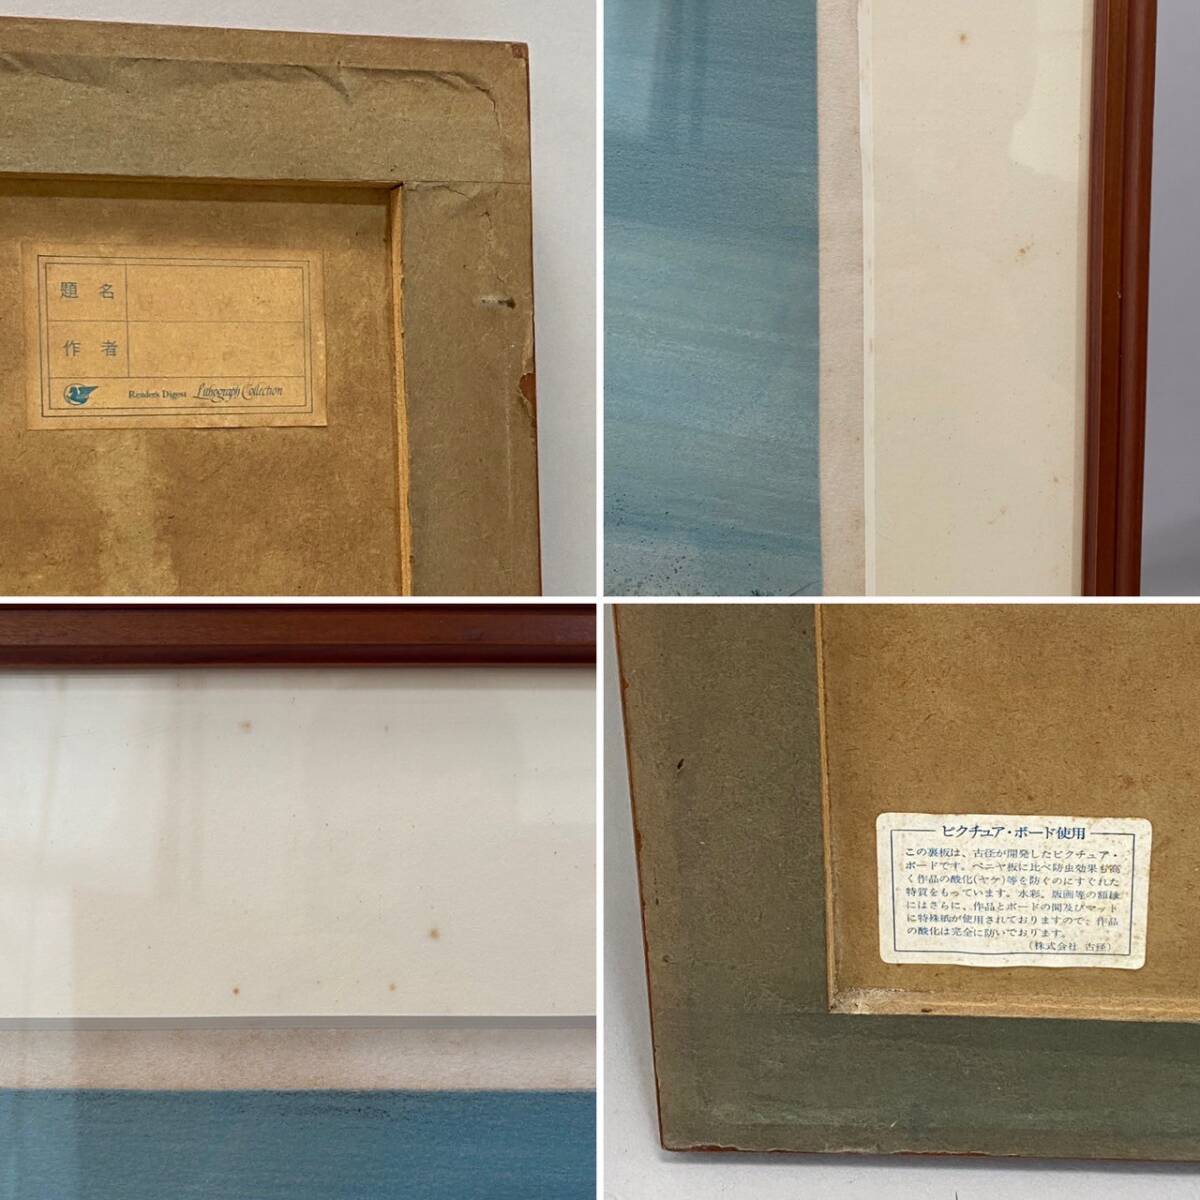 題 名
作 者
Reader's Digest Lithograph Collection
ピクチュア・ボード使用
この裏板は、古径が開発したピクチュア・
ボードです。ベニヤ板に比べ防虫効果も高
く作品の酸化(ヤケ)等を防ぐのにすぐれた
特質をもっています。水彩、版画等の額縁
にはさらに、作品とボードの間及びマット
に特殊紙が使用されておりますので、作品
の酸化は完全に防いでおります。
(株式会社 古径)